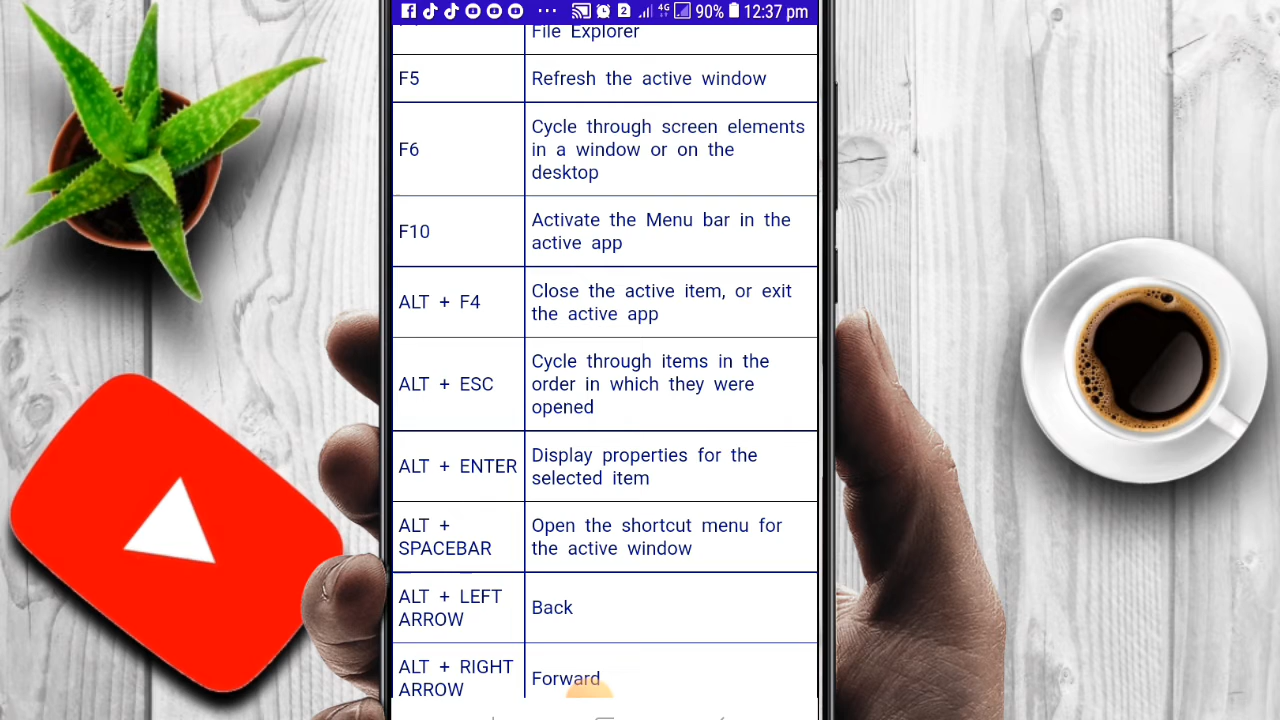 90% 12:37 pm
File Explorer
F5 Refresh the active window
Cycle through screen elements
F6 in a window or on the
desktop
F10 Activate the Menu bar in the
active app
ALT + F4 Close the active item, or exit
the active app
Cycle through items in the
ALT + ESC order in which they were
opened
ALT + ENTER Display properties for the
selected item
ALT + Open the shortcut menu for
SPACEBAR the active window
ALT + LEFT
ARROW Back
ALT + RIGHT
ARROW Forward